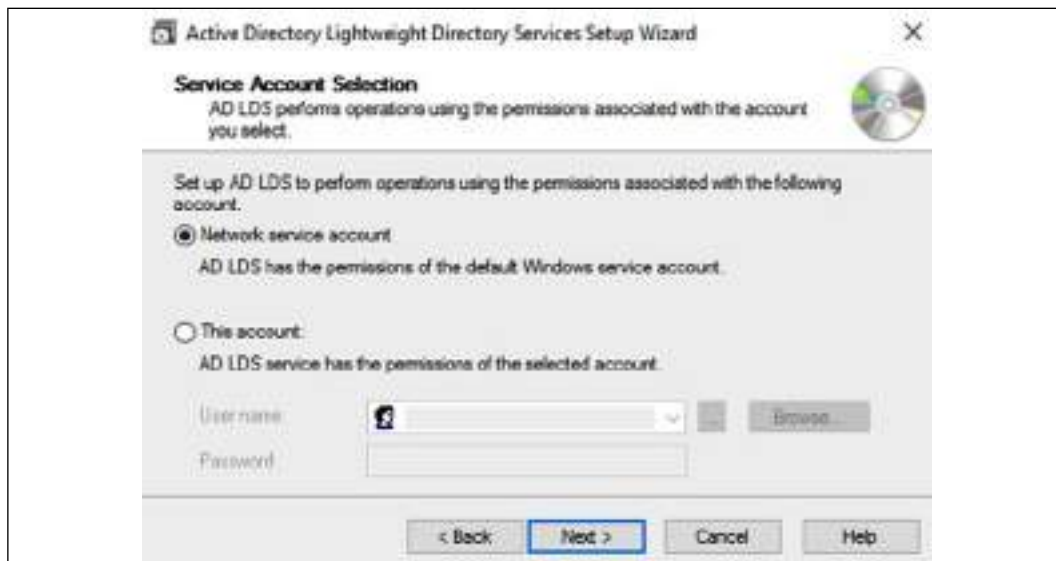 Active Directory Lightweight Directory Services Setup Wizard
Service Account Selection
AD LDS performs operations using the permissions associated with the account
you select.
Set up AD LDS to perform operations using the permissions associated with the following
account.
Network service account
AD LDS has the permissions of the default Windows service account.
This account:
AD LDS service has the permissions of the selected account.
User name:
... Browse...
Password:
< Back Next > Cancel Help